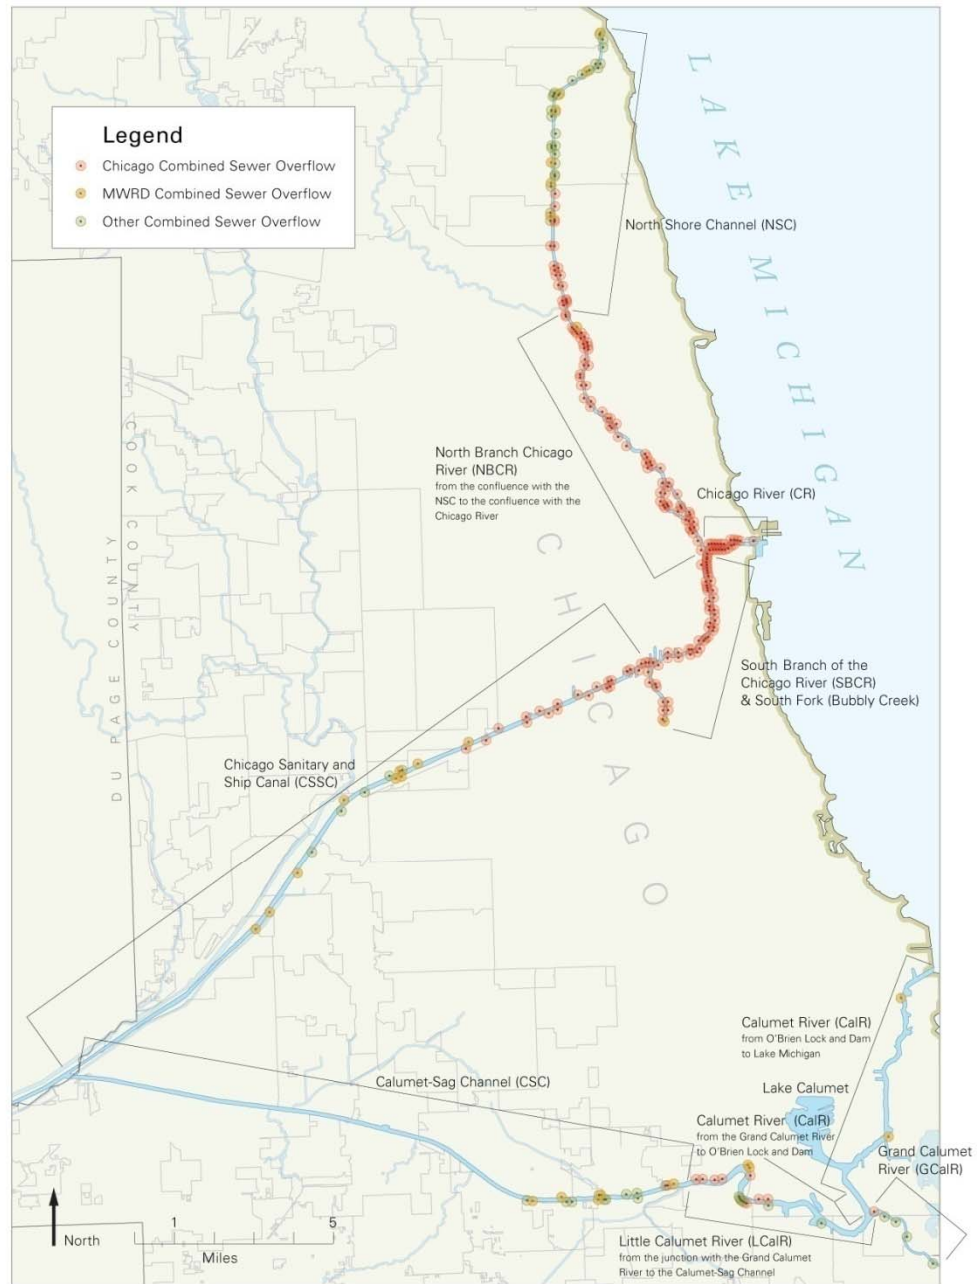 LAKE MICHIGAN
Legend
Chicago Combined Sewer Overflow
MWRD Combined Sewer Overflow
Other Combined Sewer Overflow
North Shore Channel (NSC)
North Branch Chicago
River (NBCR)
from the confluence with the
NSC to the confluence with the
Chicago River
Chicago River (CR)
COOK COUNTY
DU PAGE COUNTY
CHICAGO
South Branch of the
Chicago River (SBCR)
& South Fork (Bubbly Creek)
Chicago Sanitary and
Ship Canal (CSSC)
Calumet River (CalR)
from O'Brien Lock and Dam
to Lake Michigan
Calumet-Sag Channel (CSC)
Lake Calumet
Calumet River (CalR)
from the Grand Calumet River
to O'Brien Lock and Dam
Grand Calumet
River (GCalR)
North
1
5
Miles
Little Calumet River (LCalR)
from the junction with the Grand Calumet
River to the Calumet-Sag Channel